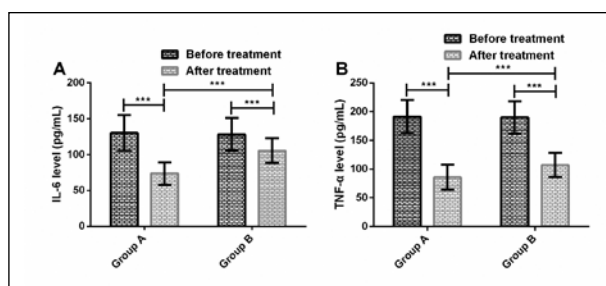 A
Before treatment
After treatment
IL-6 level (pg/mL)
200
150
100
50
0
***
***
***
Group A
Group B
B
Before treatment
After treatment
TNF-α level (pg/mL)
250
200
150
100
50
0
***
***
***
Group A
Group B